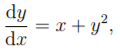 dy/dx = x + y²,